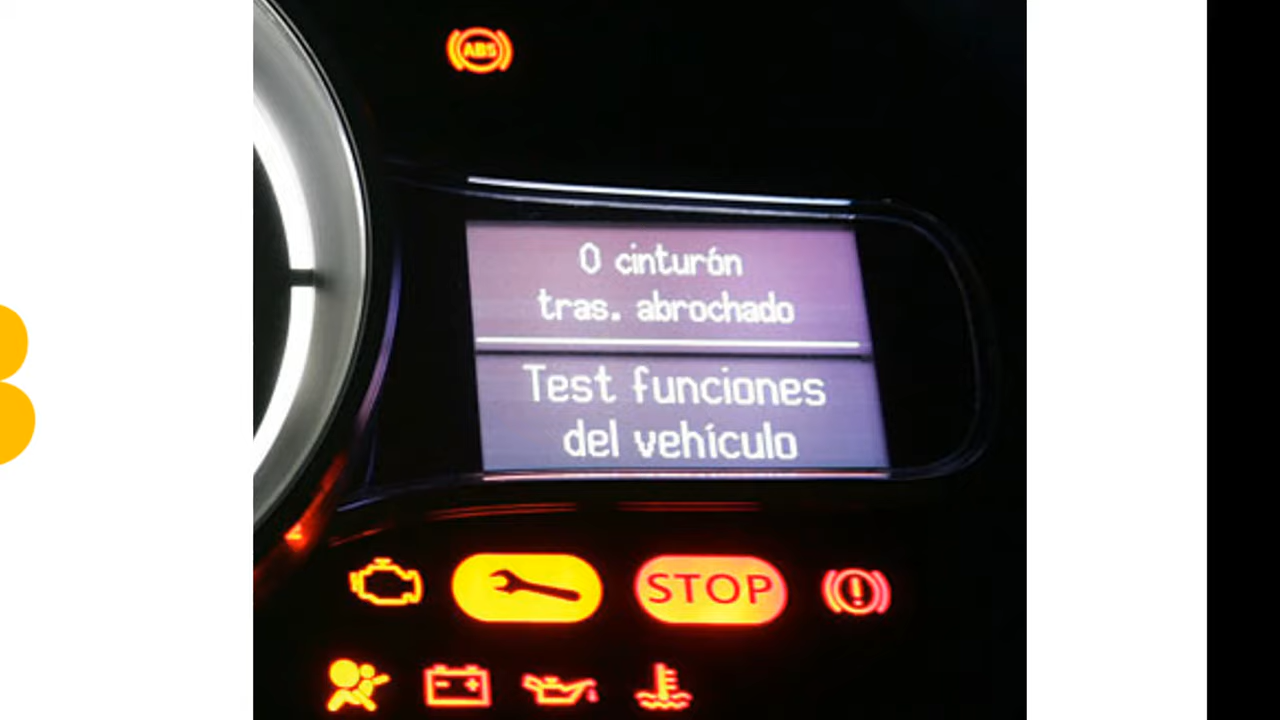 ABS
0 cinturón
tras. abrochado
Test funciones
del vehículo
STOP